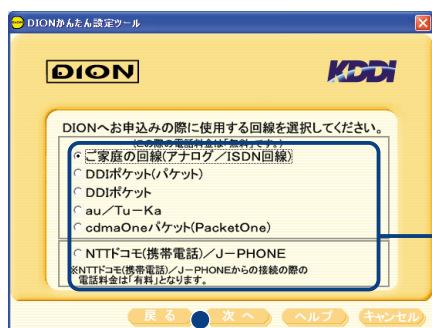 DIONかんたん設定ツール
DION
KDDI
DIONへお申込みの際に使用する回線を選択してください。
(この際の電話料金は「無料」です。)
ご家庭の回線(アナログ／ISDN回線)
DDIポケット(パケット)
DDIポケット
au／Tu－Ka
cdmaOneパケット(PacketOne)
NTTドコモ(携帯電話)／J－PHONE
※NTTドコモ(携帯電話)／J－PHONEからの接続の際の
電話料金は「有料」となります。
戻る 次へ ヘルプ キャンセル